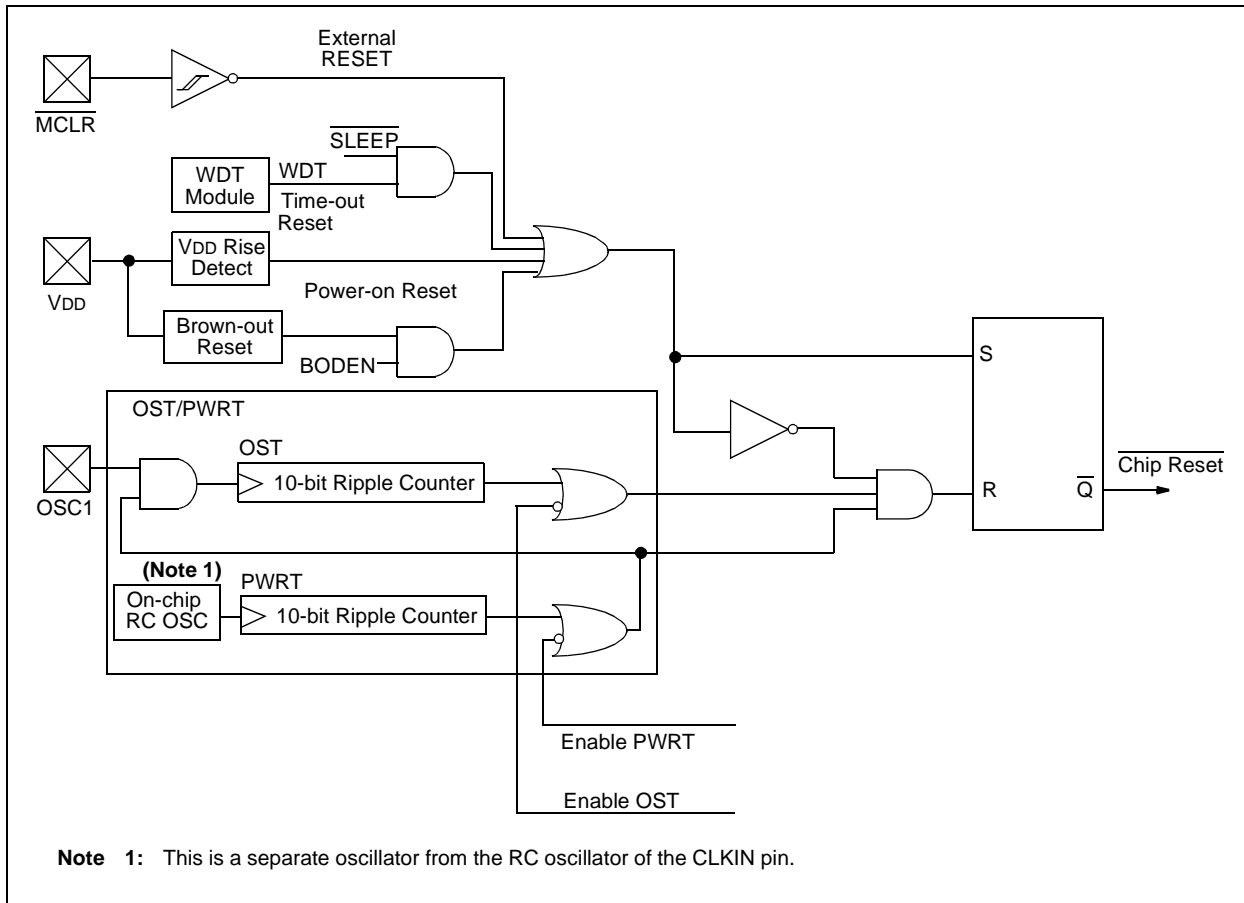 External
RESET
MCLR
SLEEP
WDT
Module
WDT
Time-out
Reset
VDD
VDD Rise
Detect
Power-on Reset
Brown-out
Reset
BODEN
S
OST/PWRT
OST
OSC1
10-bit Ripple Counter
R
Q
Chip Reset
(Note 1)
PWRT
On-chip
RC OSC
10-bit Ripple Counter
Enable PWRT
Enable OST
Note 1: This is a separate oscillator from the RC oscillator of the CLKIN pin.